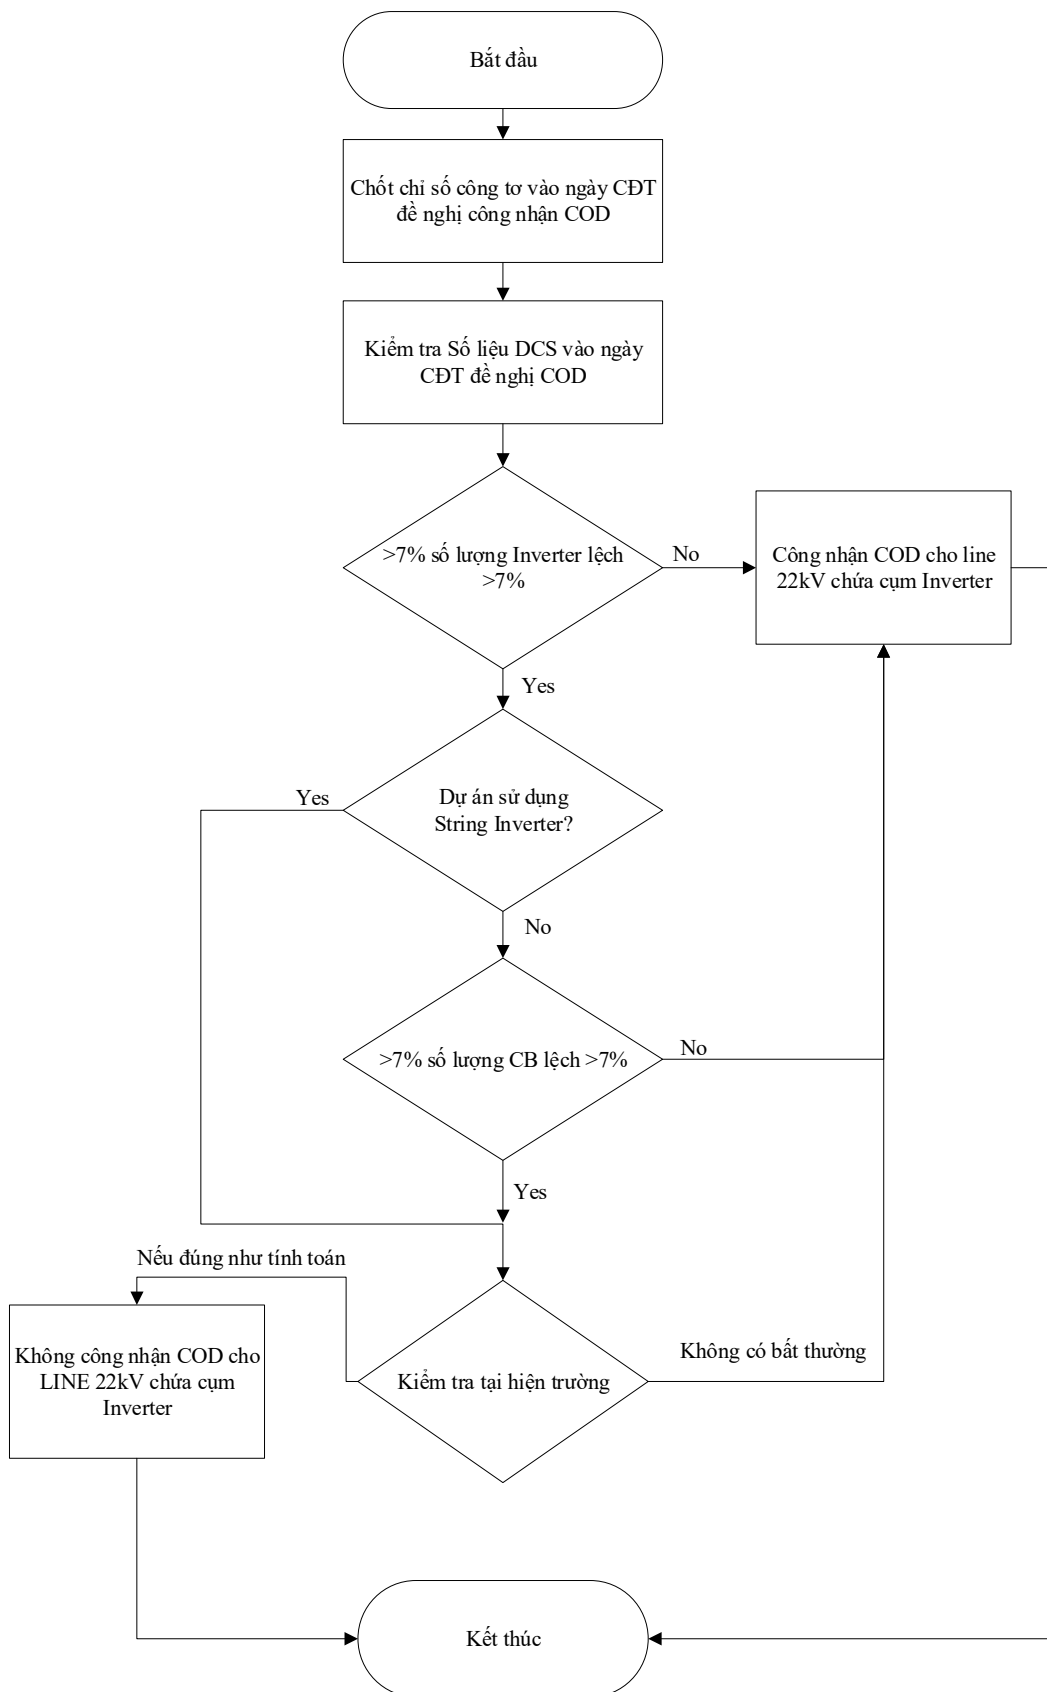 Bắt đầu
Chốt chỉ số công tơ vào ngày CĐT
đề nghị công nhận COD
Kiểm tra Số liệu DCS vào ngày
CĐT đề nghị COD
>7% số lượng Inverter lệch
>7%
No
Công nhận COD cho line
22kV chứa cụm Inverter
Yes
Yes
Dự án sử dụng
String Inverter?
No
>7% số lượng CB lệch >7%
No
Yes
Nếu đúng như tính toán
Không công nhận COD cho
LINE 22kV chứa cụm
Inverter
Kiểm tra tại hiện trường
Không có bất thường
Kết thúc